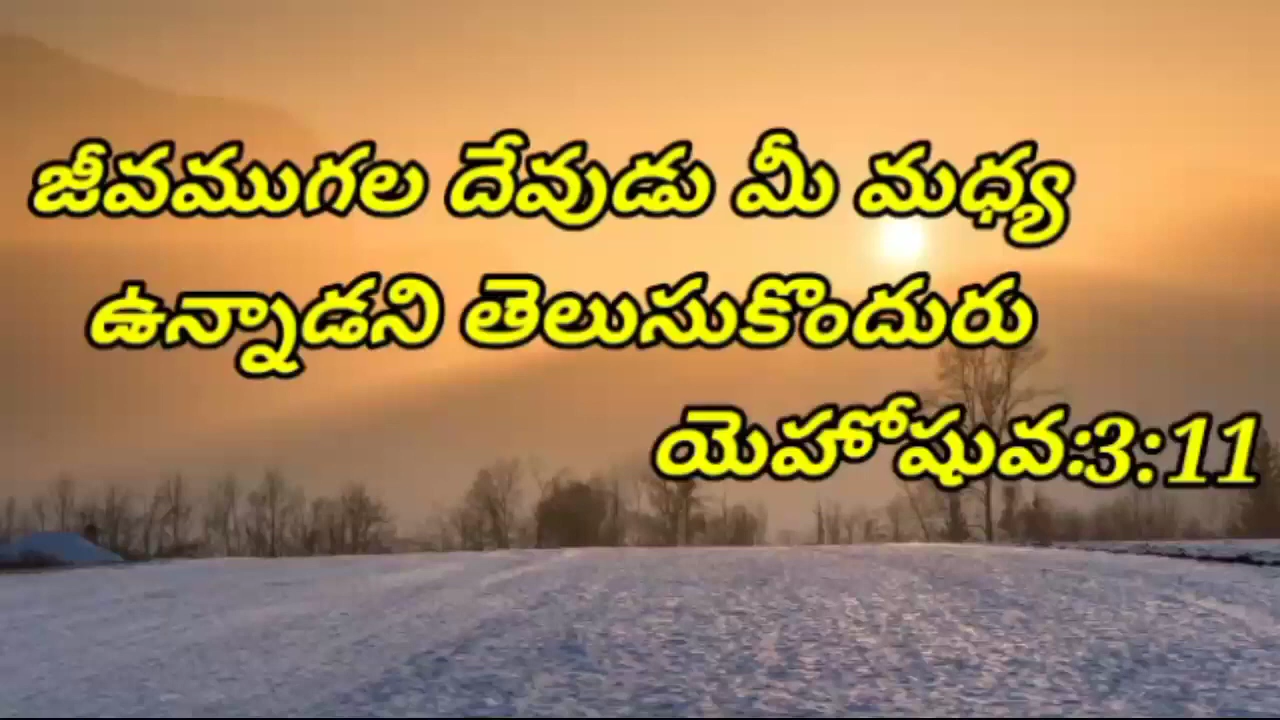 జీవముగల దేవుడు మీ మధ్య
ఉన్నాడని తెలుసుకొందురు
యెహోషువ:3:11